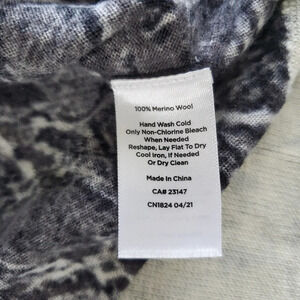 100% Merino Wool
Hand Wash Cold
Only Non-Chlorine Bleach
When Needed
Reshape, Lay Flat To Dry
Cool Iron, If Needed
Or Dry Clean
Made In China
CA# 23147
CN1824 04/21